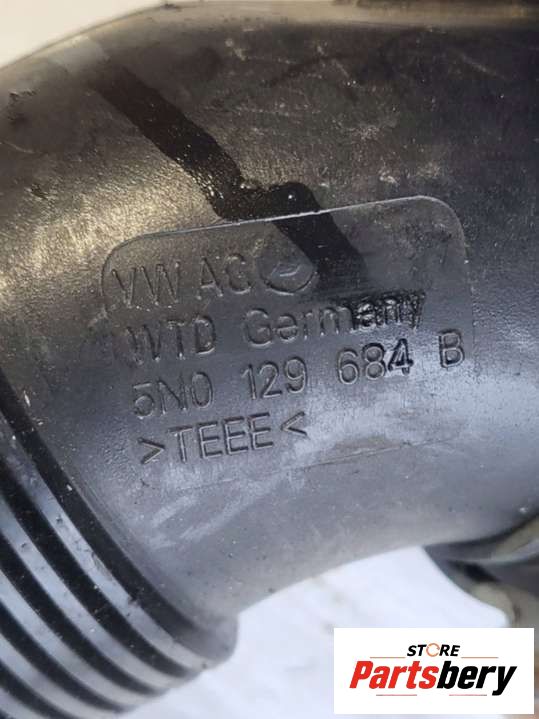 VW AG
WTD Germany
5N0 129 684 B
>TEEE<
STORE
Partsbery